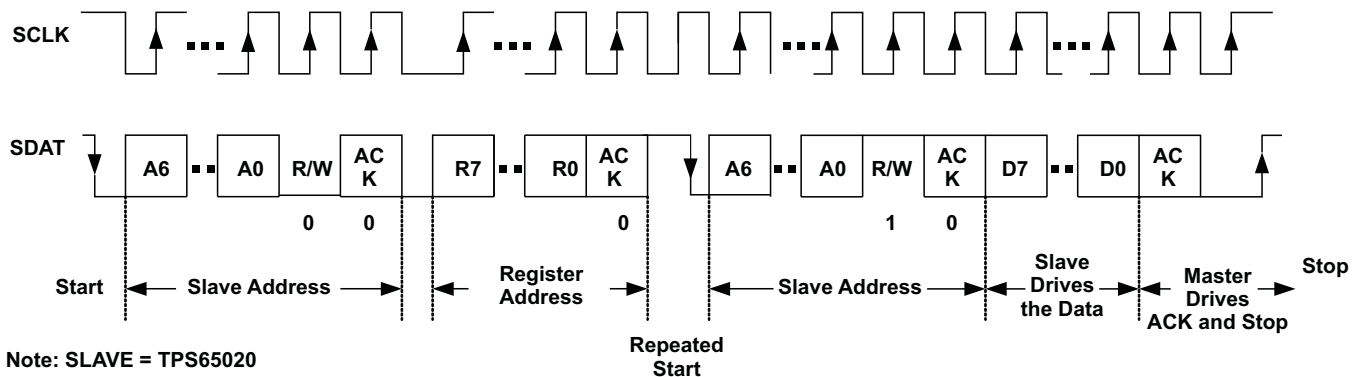 SCLK
SDAT
A6 A0 R/W AC K R7 R0 AC K A6 A0 R/W AC K D7 D0 AC K
0 0 0 1 0
Start Slave Address Register Address Slave Address Slave Drives the Data Master Drives ACK and Stop Stop
Repeated Start
Note: SLAVE = TPS65020